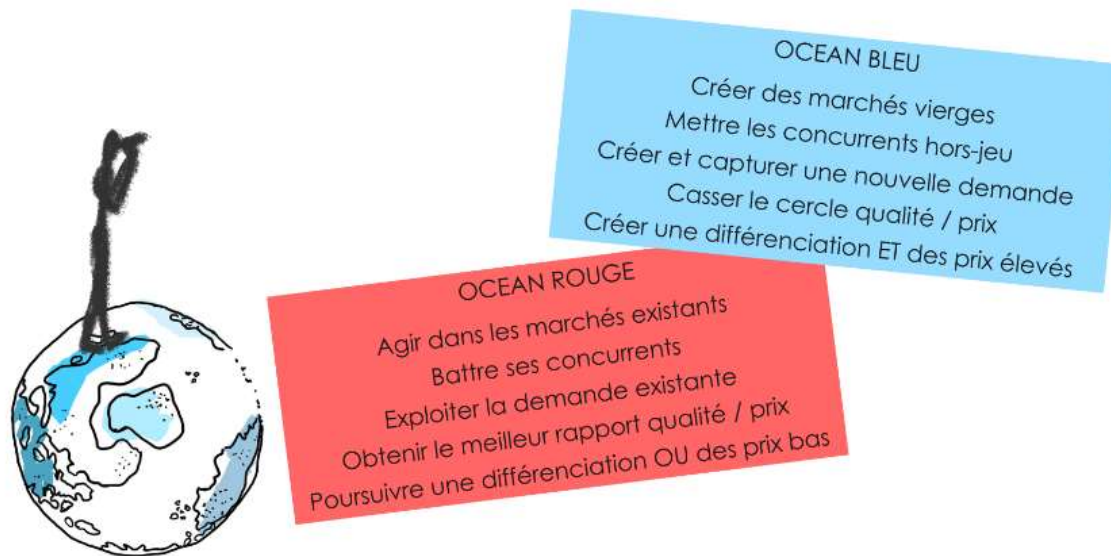 OCEAN BLEU
Créer des marchés vierges
Mettre les concurrents hors-jeu
Créer et capturer une nouvelle demande
Casser le cercle qualité / prix
Créer une différenciation ET des prix élevés
OCEAN ROUGE
Agir dans les marchés existants
Battre ses concurrents
Exploiter la demande existante
Obtenir le meilleur rapport qualité / prix
Poursuivre une différenciation OU des prix bas